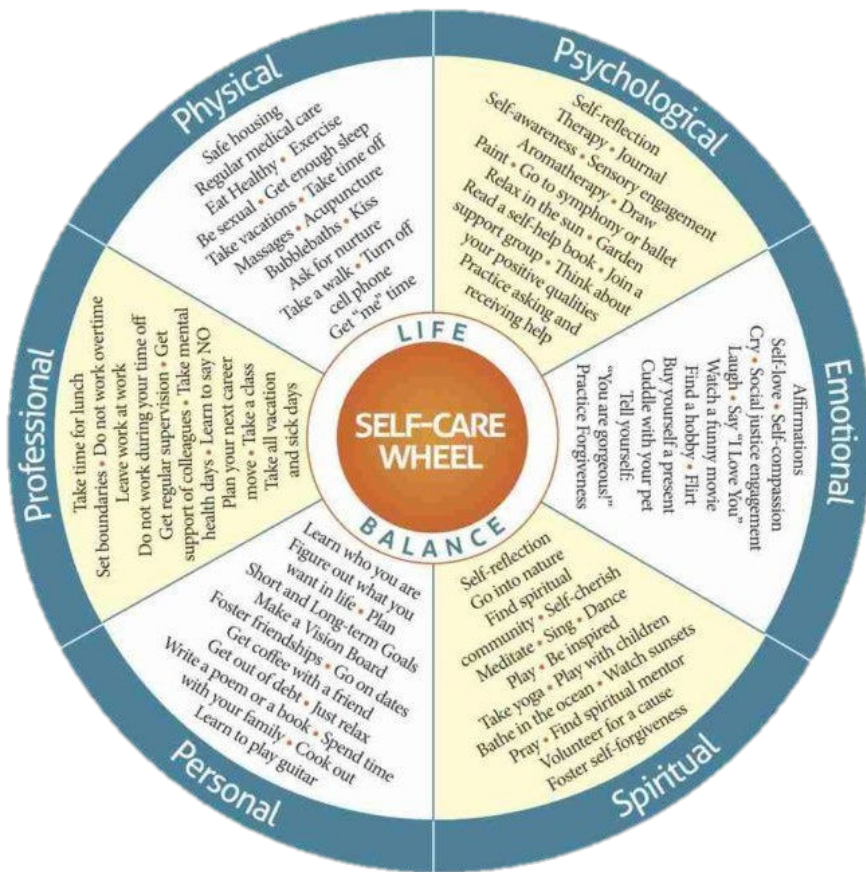 Physical
Safe housing
Regular medical care
Eat Healthy • Exercise
Be sexual • Get enough sleep
Take vacations • Take time off
Massages • Acupuncture
Bubblebaths • Kiss
Ask for nurture
Take a walk • Turn off
cell phone
Get "me" time
Psychological
Self-reflection
Therapy • Journal
Self-awareness • Sensory engagement
Aromatherapy • Draw
Paint • Go to symphony or ballet
Relax in the sun • Garden
Read a self-help book • Join a
support group • Think about
your positive qualities
Practice asking and
receiving help
Emotional
Affirmations
Self-love • Self-compassion
Cry • Social justice engagement
Laugh • Say "I Love You"
Watch a funny movie
Find a hobby • Flirt
Buy yourself a present
Cuddle with your pet
Tell yourself:
"You are gorgeous!"
Practice Forgiveness
Spiritual
Self-reflection
Go into nature
Find spiritual
community • Self-cherish
Meditate • Sing • Dance
Play • Be inspired
Take yoga • Play with children
Bathe in the ocean • Watch sunsets
Pray • Find spiritual mentor
Volunteer for a cause
Foster self-forgiveness
Personal
Learn who you are
Figure out what you
want in life • Plan
Short and Long-term Goals
Make a Vision Board
Foster friendships • Go on dates
Get coffee with a friend
Get out of debt • Just relax
Write a poem or a book • Spend time
with your family • Cook out
Learn to play guitar
Professional
Take time for lunch
Set boundaries • Do not work overtime
Leave work at work
Do not work during your time off
Get regular supervision • Get
support of colleagues • Take mental
health days • Learn to say NO
Plan your next career
move • Take a class
Take all vacation
and sick days
LIFE
SELF-CARE
WHEEL
BALANCE